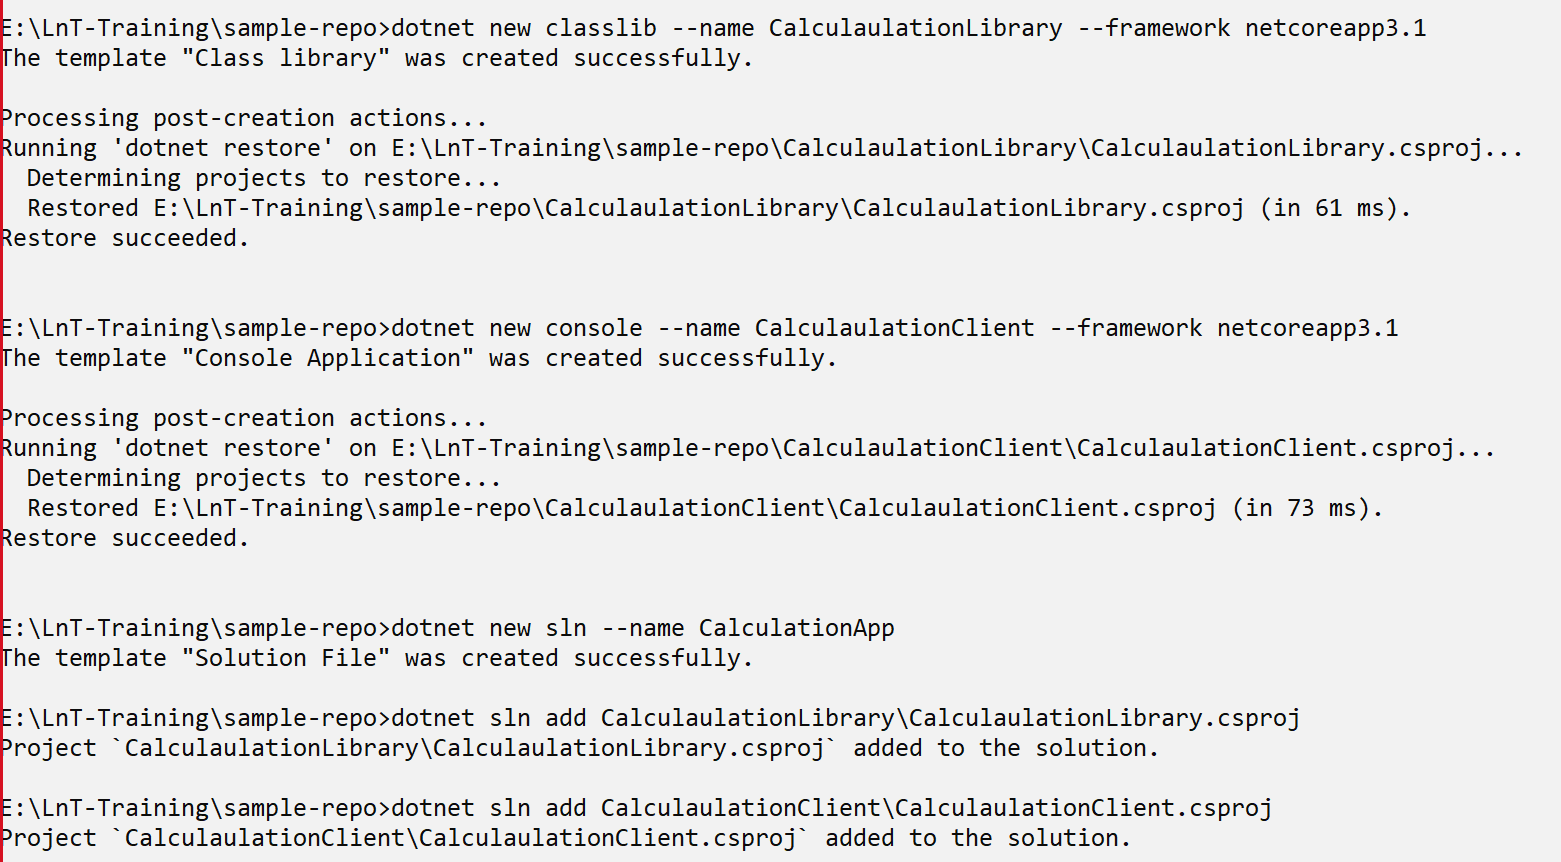 E:\LnT-Training\sample-repo>dotnet new classlib --name CalculaulationLibrary --framework netcoreapp3.1
The template "Class library" was created successfully.
Processing post-creation actions...
Running 'dotnet restore' on E:\LnT-Training\sample-repo\CalculaulationLibrary\CalculaulationLibrary.csproj...
  Determining projects to restore...
  Restored E:\LnT-Training\sample-repo\CalculaulationLibrary\CalculaulationLibrary.csproj (in 61 ms).
Restore succeeded.
E:\LnT-Training\sample-repo>dotnet new console --name CalculaulationClient --framework netcoreapp3.1
The template "Console Application" was created successfully.
Processing post-creation actions...
Running 'dotnet restore' on E:\LnT-Training\sample-repo\CalculaulationClient\CalculaulationClient.csproj...
  Determining projects to restore...
  Restored E:\LnT-Training\sample-repo\CalculaulationClient\CalculaulationClient.csproj (in 73 ms).
Restore succeeded.
E:\LnT-Training\sample-repo>dotnet new sln --name CalculationApp
The template "Solution File" was created successfully.
E:\LnT-Training\sample-repo>dotnet sln add CalculaulationLibrary\CalculaulationLibrary.csproj
Project `CalculaulationLibrary\CalculaulationLibrary.csproj` added to the solution.
E:\LnT-Training\sample-repo>dotnet sln add CalculaulationClient\CalculaulationClient.csproj
Project `CalculaulationClient\CalculaulationClient.csproj` added to the solution.